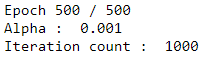 Epoch 500 / 500
Alpha :  0.001
Iteration count :  1000